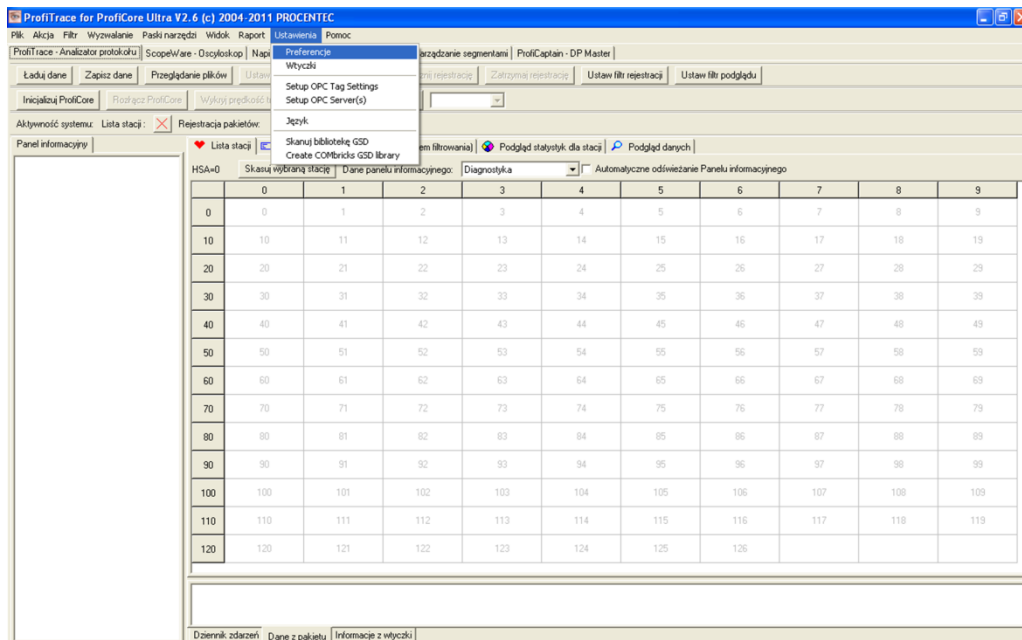 ProfiTrace for ProfiCore Ultra V2.6 (c) 2004-2011 PROCENTEC
Plik Akcja Filtr Wyzwalanie Paski narzędzi Widok Raport Ustawienia Pomoc
ProfiTrace - Analizator protokołu ScopeWare - Oscyloskop Napi arządzanie segmentami ProfiCaptain - DP Master
Preferencje
Wtyczki
Setup OPC Tag Settings
Setup OPC Server(s)
Język
Skanuj bibliotekę GSD
Create COMbricks GSD library
Ładuj dane Zapisz dane Przeglądanie plików Ustaw nij rejestrację Zatrzymaj rejestrację Ustaw filtr rejestracji Ustaw filtr podglądu
Inicjalizuj ProfiCore Rozłącz ProfiCore Wykryj prędkość
Aktywność systemu: Lista stacji: Rejestracja pakietów:
Panel informacyjny
Lista stacji em filtrowania) Podgląd statystyk dla stacji Podgląd danych
HSA=0 Skasuj wybraną stację Dane panelu informacyjnego: Diagnostyka Automatyczne odświeżanie Panelu informacyjnego
0 1 2 3 4 5 6 7 8 9
0 0 1 2 3 4 5 6 7 8 9
10 10 11 12 13 14 15 16 17 18 19
20 20 21 22 23 24 25 26 27 28 29
30 30 31 32 33 34 35 36 37 38 39
40 40 41 42 43 44 45 46 47 48 49
50 50 51 52 53 54 55 56 57 58 59
60 60 61 62 63 64 65 66 67 68 69
70 70 71 72 73 74 75 76 77 78 79
80 80 81 82 83 84 85 86 87 88 89
90 90 91 92 93 94 95 96 97 98 99
100 100 101 102 103 104 105 106 107 108 109
110 110 111 112 113 114 115 116 117 118 119
120 120 121 122 123 124 125 126
Dziennik zdarzeń Dane z pakietu Informacje z wtyczki